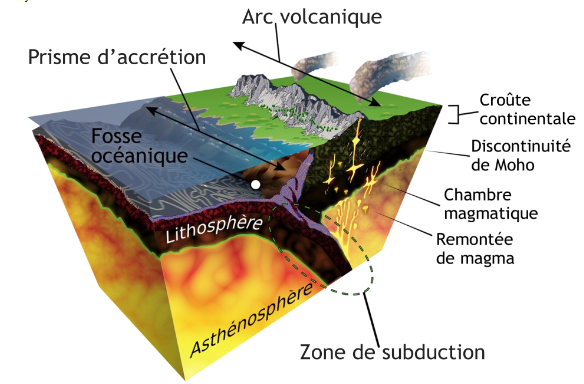 Arc volcanique
Prisme d'accrétion
Fosse
océanique
Croûte
continentale
Discontinuité
de Moho
Chambre
magmatique
Remontée
de magma
Lithosphère
Asthénosphère
Zone de subduction